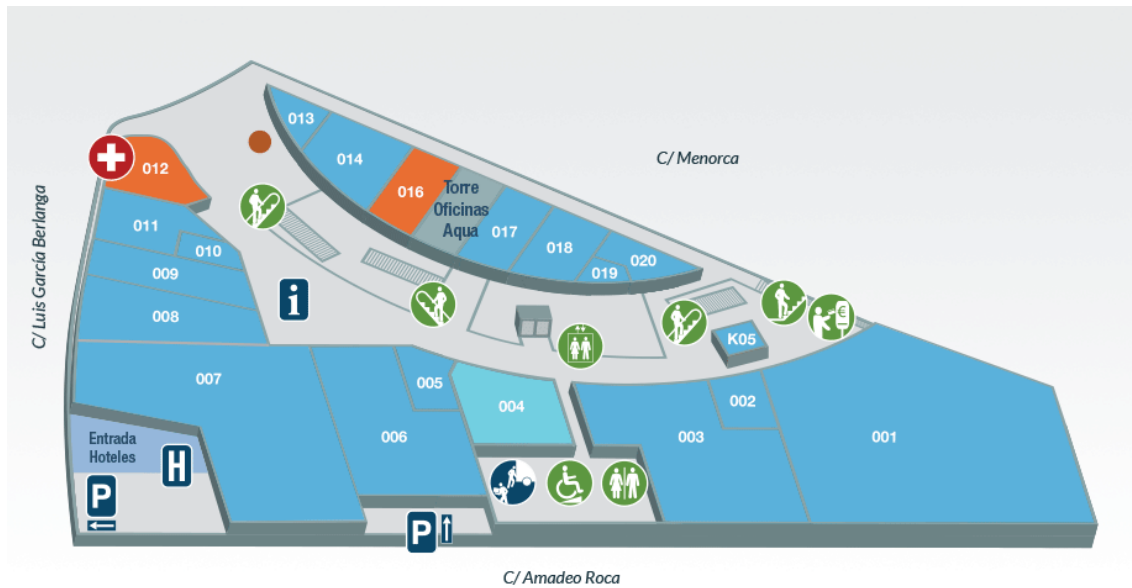 013
C/ Menorca
014
012
016
Torre
Oficinas
Aqua
017
011
018
010
020
019
009
C/ Luis García Berlanga
i
008
€
K05
007
005
002
004
006
003
001
Entrada
Hoteles
H
P
P
C/ Amadeo Roca